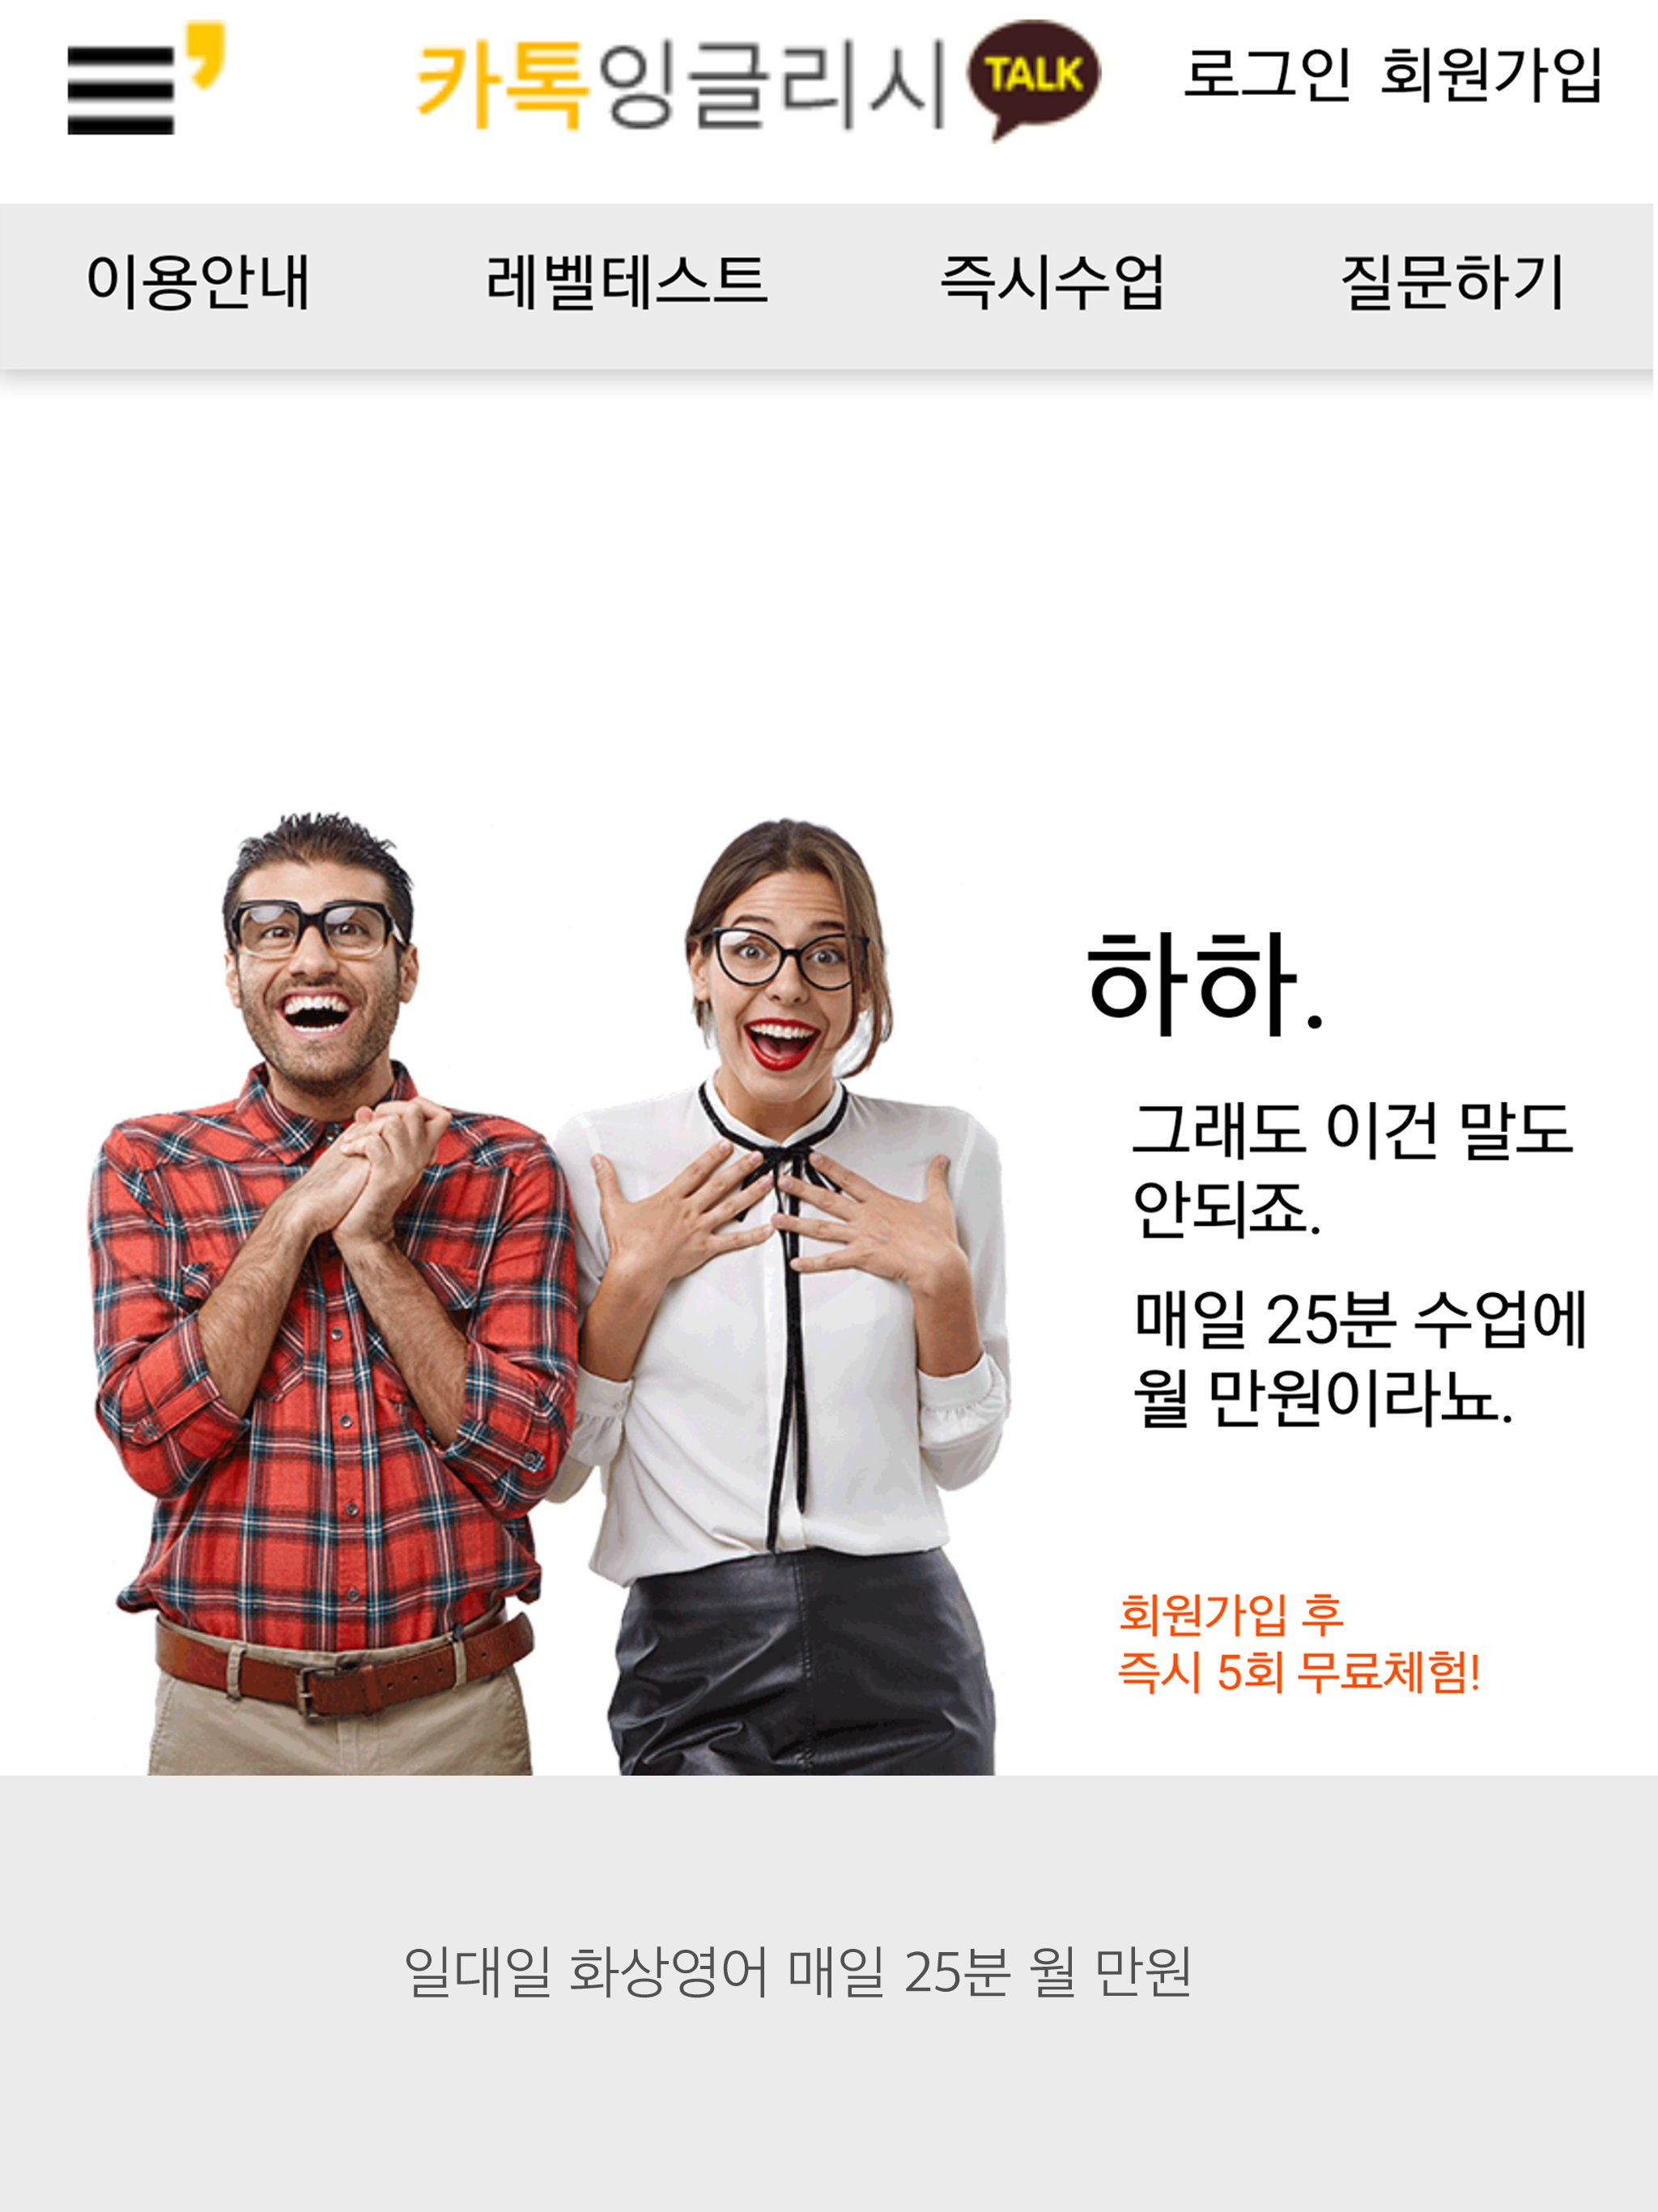 카톡잉글리시 TALK 로그인 회원가입
이용안내 레벨테스트 즉시수업 질문하기
하하.
그래도 이건 말도
안되죠.
매일 25분 수업에
월 만원이라뇨.
회원가입 후
즉시 5회 무료체험!
일대일 화상영어 매일 25분 월 만원